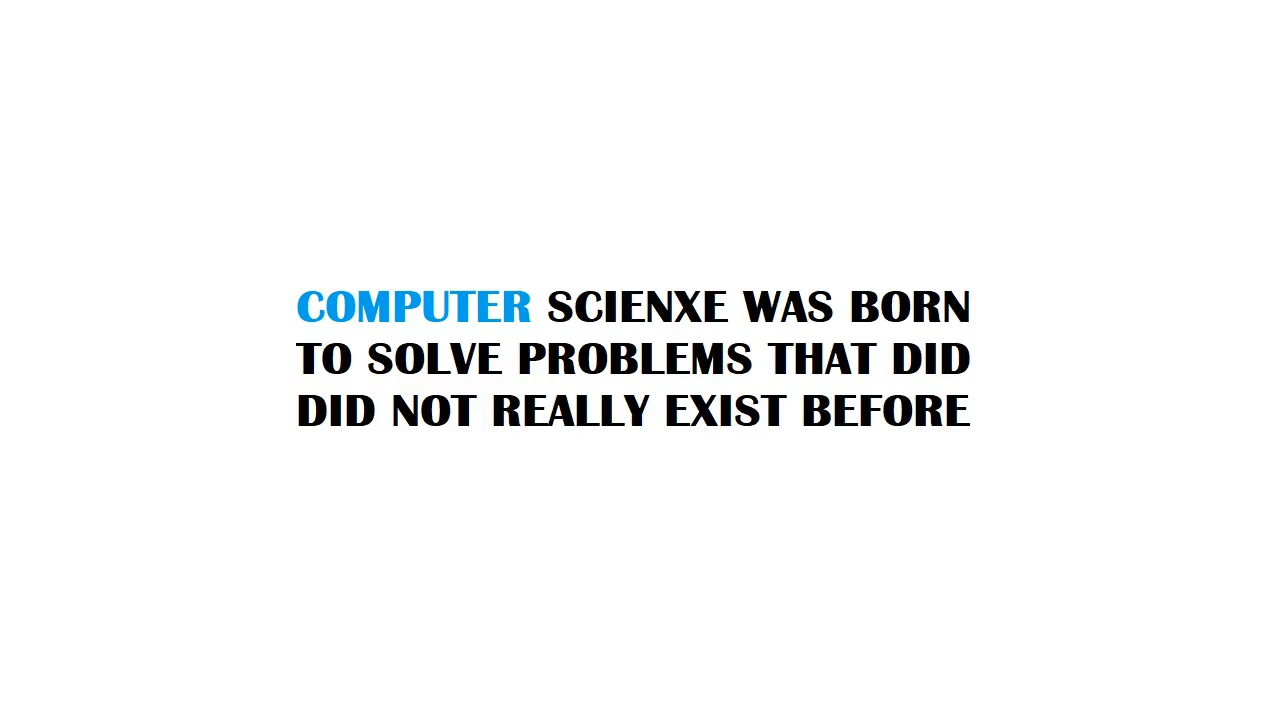 COMPUTER SCIENXE WAS BORN
TO SOLVE PROBLEMS THAT DID
DID NOT REALLY EXIST BEFORE